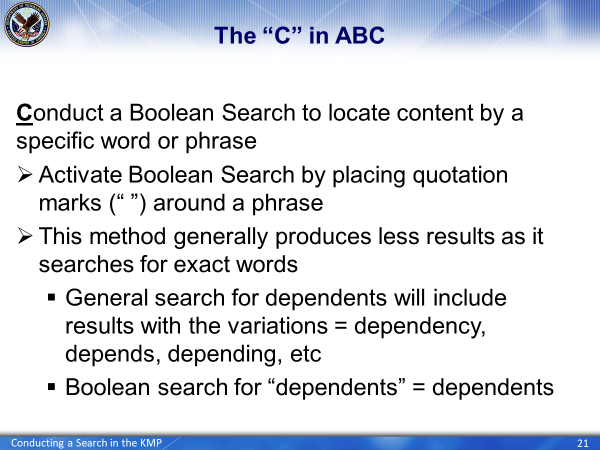 The “C” in ABC
Conduct a Boolean Search to locate content by a
specific word or phrase
➢ Activate Boolean Search by placing quotation
marks (“ ”) around a phrase
➢ This method generally produces less results as it
searches for exact words
▪ General search for dependents will include
results with the variations = dependency,
depends, depending, etc
▪ Boolean search for “dependents” = dependents
Conducting a Search in the KMP
21